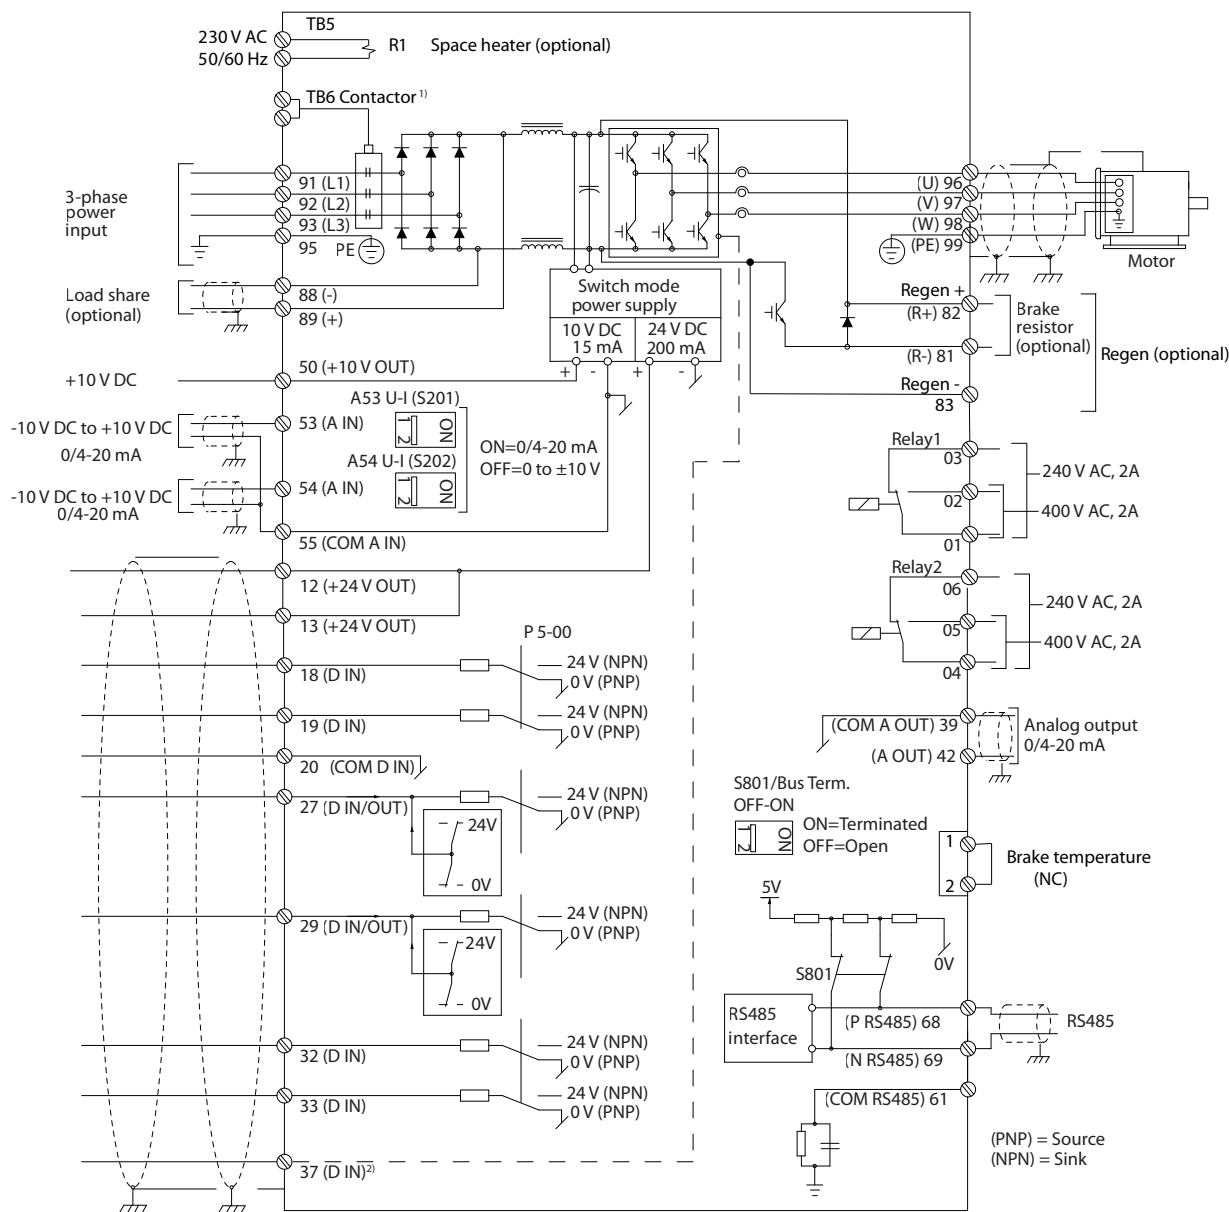 TB5
230 V AC
50/60 Hz
R1
Space heater (optional)
TB6 Contactor 1)
3-phase
power
input
91 (L1)
92 (L2)
93 (L3)
95
PE
(U) 96
(V) 97
(W) 98
(PE) 99
Motor
Load share
(optional)
88 (-)
89 (+)
Switch mode
power supply
10 V DC
15 mA
24 V DC
200 mA
+ - + -
Regen +
(R+) 82
Brake
resistor
(optional)
(R-) 81
Regen (optional)
Regen -
83
+10 V DC
50 (+10 V OUT)
A53 U-I (S201)
1 2
ON
-10 V DC to +10 V DC
0/4-20 mA
53 (A IN)
A54 U-I (S202)
1 2
ON
ON=0/4-20 mA
OFF=0 to ±10 V
-10 V DC to +10 V DC
0/4-20 mA
54 (A IN)
55 (COM A IN)
12 (+24 V OUT)
13 (+24 V OUT)
Relay1
03
240 V AC, 2A
02
400 V AC, 2A
01
Relay2
06
240 V AC, 2A
05
400 V AC, 2A
04
P 5-00
18 (D IN)
24 V (NPN)
0 V (PNP)
19 (D IN)
24 V (NPN)
0 V (PNP)
20 (COM D IN)
27 (D IN/OUT)
24 V (NPN)
0 V (PNP)
24V
0V
29 (D IN/OUT)
24 V (NPN)
0 V (PNP)
24V
0V
32 (D IN)
24 V (NPN)
0 V (PNP)
33 (D IN)
24 V (NPN)
0 V (PNP)
37 (D IN) 2)
(COM A OUT) 39
Analog output
0/4-20 mA
(A OUT) 42
S801/Bus Term.
OFF-ON
1 2
ON
ON=Terminated
OFF=Open
1
2
Brake temperature
(NC)
5V
0V
S801
RS485
interface
(P RS485) 68
RS485
(N RS485) 69
(COM RS485) 61
(PNP) = Source
(NPN) = Sink